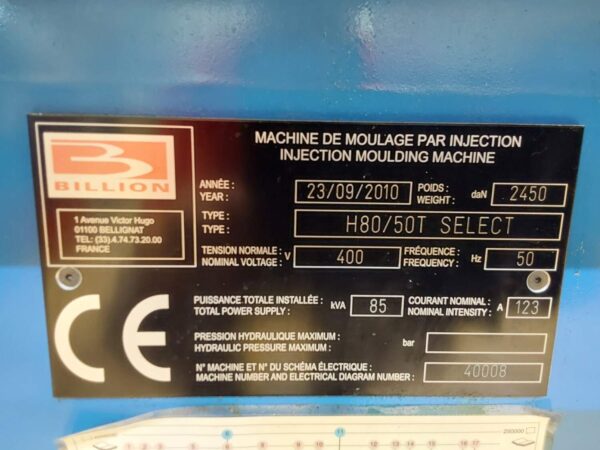 BILLION
1 Avenue Victor Hugo
01100 BELLIGNAT
TEL: (33).4.74.73.20.00
FRANCE
MACHINE DE MOULAGE PAR INJECTION
INJECTION MOULDING MACHINE
ANNÉE :
YEAR : 23/09/2010 POIDS :
WEIGHT : daN 2450
TYPE :
TYPE : H80/50T SELECT
TENSION NORMALE :
NOMINAL VOLTAGE : V 400 FRÉQUENCE :
FREQUENCY : Hz 50
CE
PUISSANCE TOTALE INSTALLÉE :
TOTAL POWER SUPPLY : kVA 85 COURANT NOMINAL :
NOMINAL INTENSITY : A 123
PRESSION HYDRAULIQUE MAXIMUM :
HYDRAULIC PRESSURE MAXIMUM : bar
N° MACHINE ET N° DU SCHÉMA ÉLECTRIQUE :
MACHINE NUMBER AND ELECTRICAL DIAGRAM NUMBER : 40008